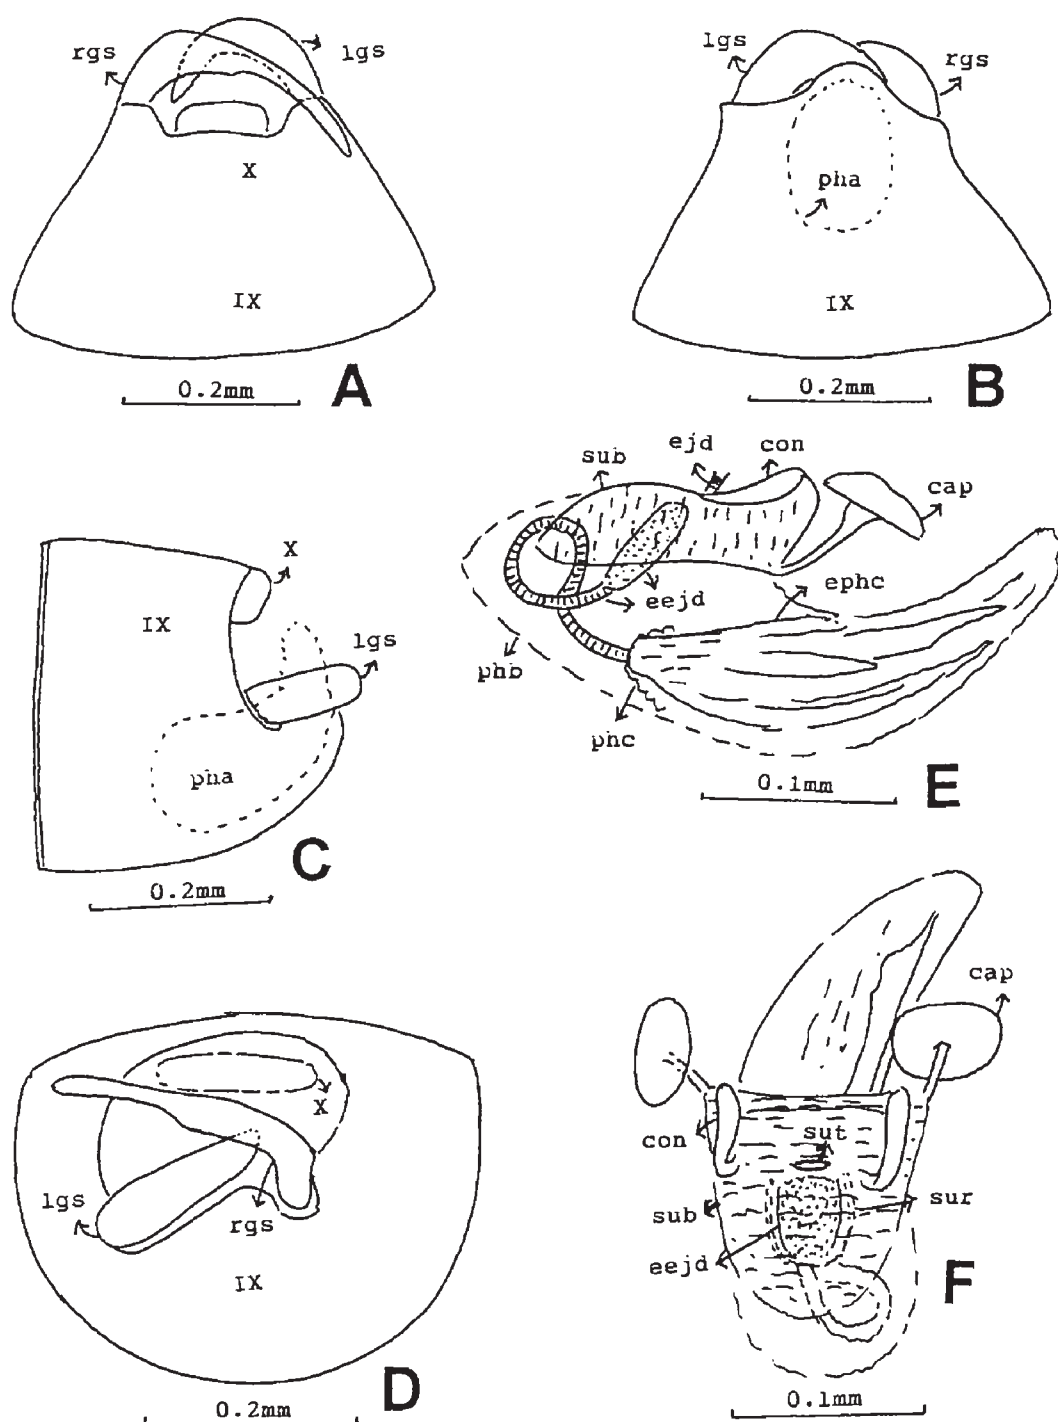 rgs
lgs
X
IX
0.2mm
A
lgs
rgs
pha
IX
0.2mm
B
X
IX
lgs
pha
0.2mm
C
sub
ejd
con
cap
eejd
ephc
phb
phc
0.1mm
E
X
lgs
rgs
IX
0.2mm
D
cap
con
sut
sub
sur
eejd
F
0.1mm